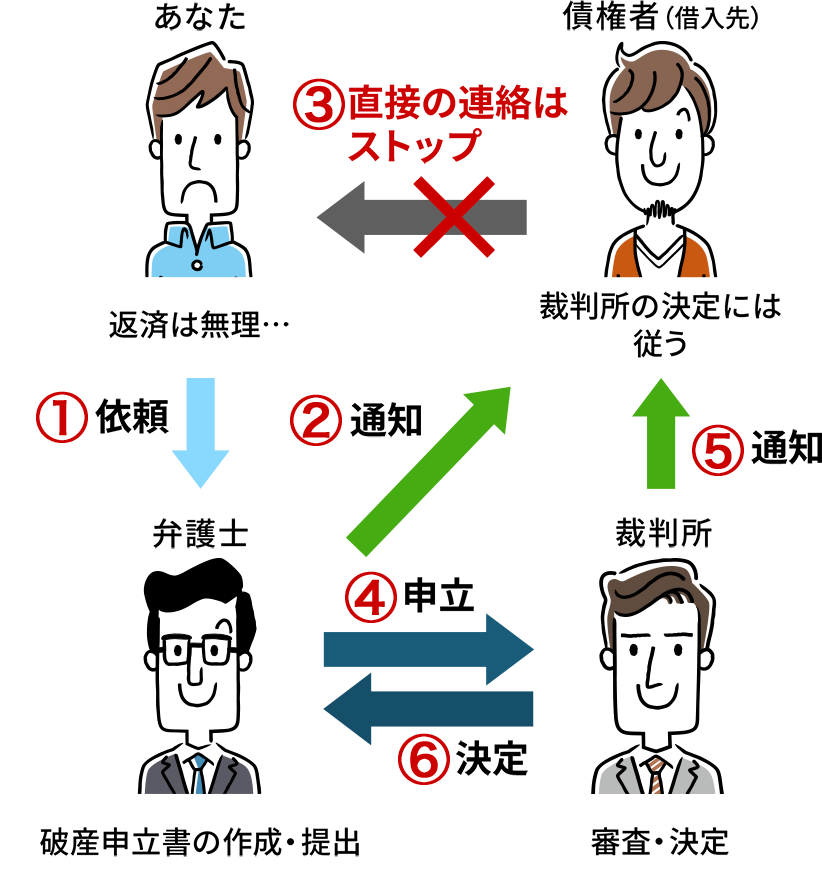 あなた
債権者（借入先）
③直接の連絡は
ストップ
返済は無理…
裁判所の決定には
従う
①依頼
②通知
⑤通知
弁護士
裁判所
④申立
⑥決定
破産申立書の作成・提出
審査・決定